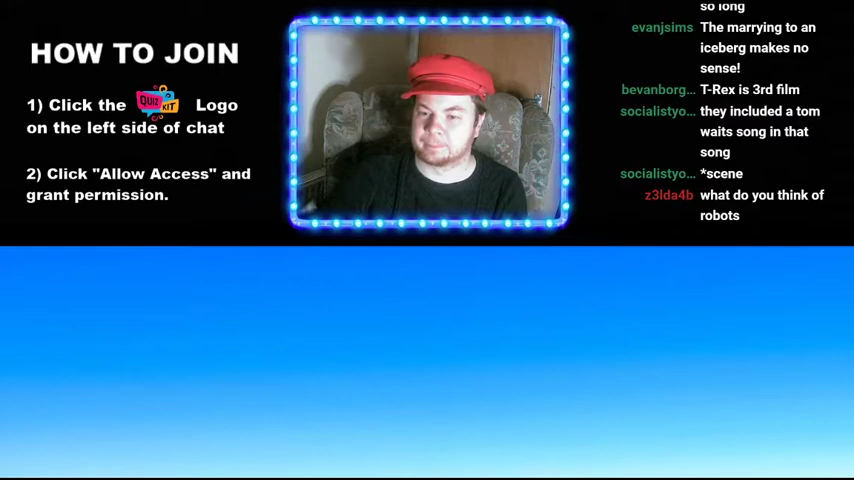 HOW TO JOIN
1) Click the QUIZ KIT Logo
on the left side of chat
2) Click "Allow Access" and
grant permission.
so long
evanjsims The marrying to an
iceberg makes no
sense!
bevanborg... T-Rex is 3rd film
socialistyo... they included a tom
waits song in that
song
socialistyo... *scene
z3lda4b what do you think of
robots